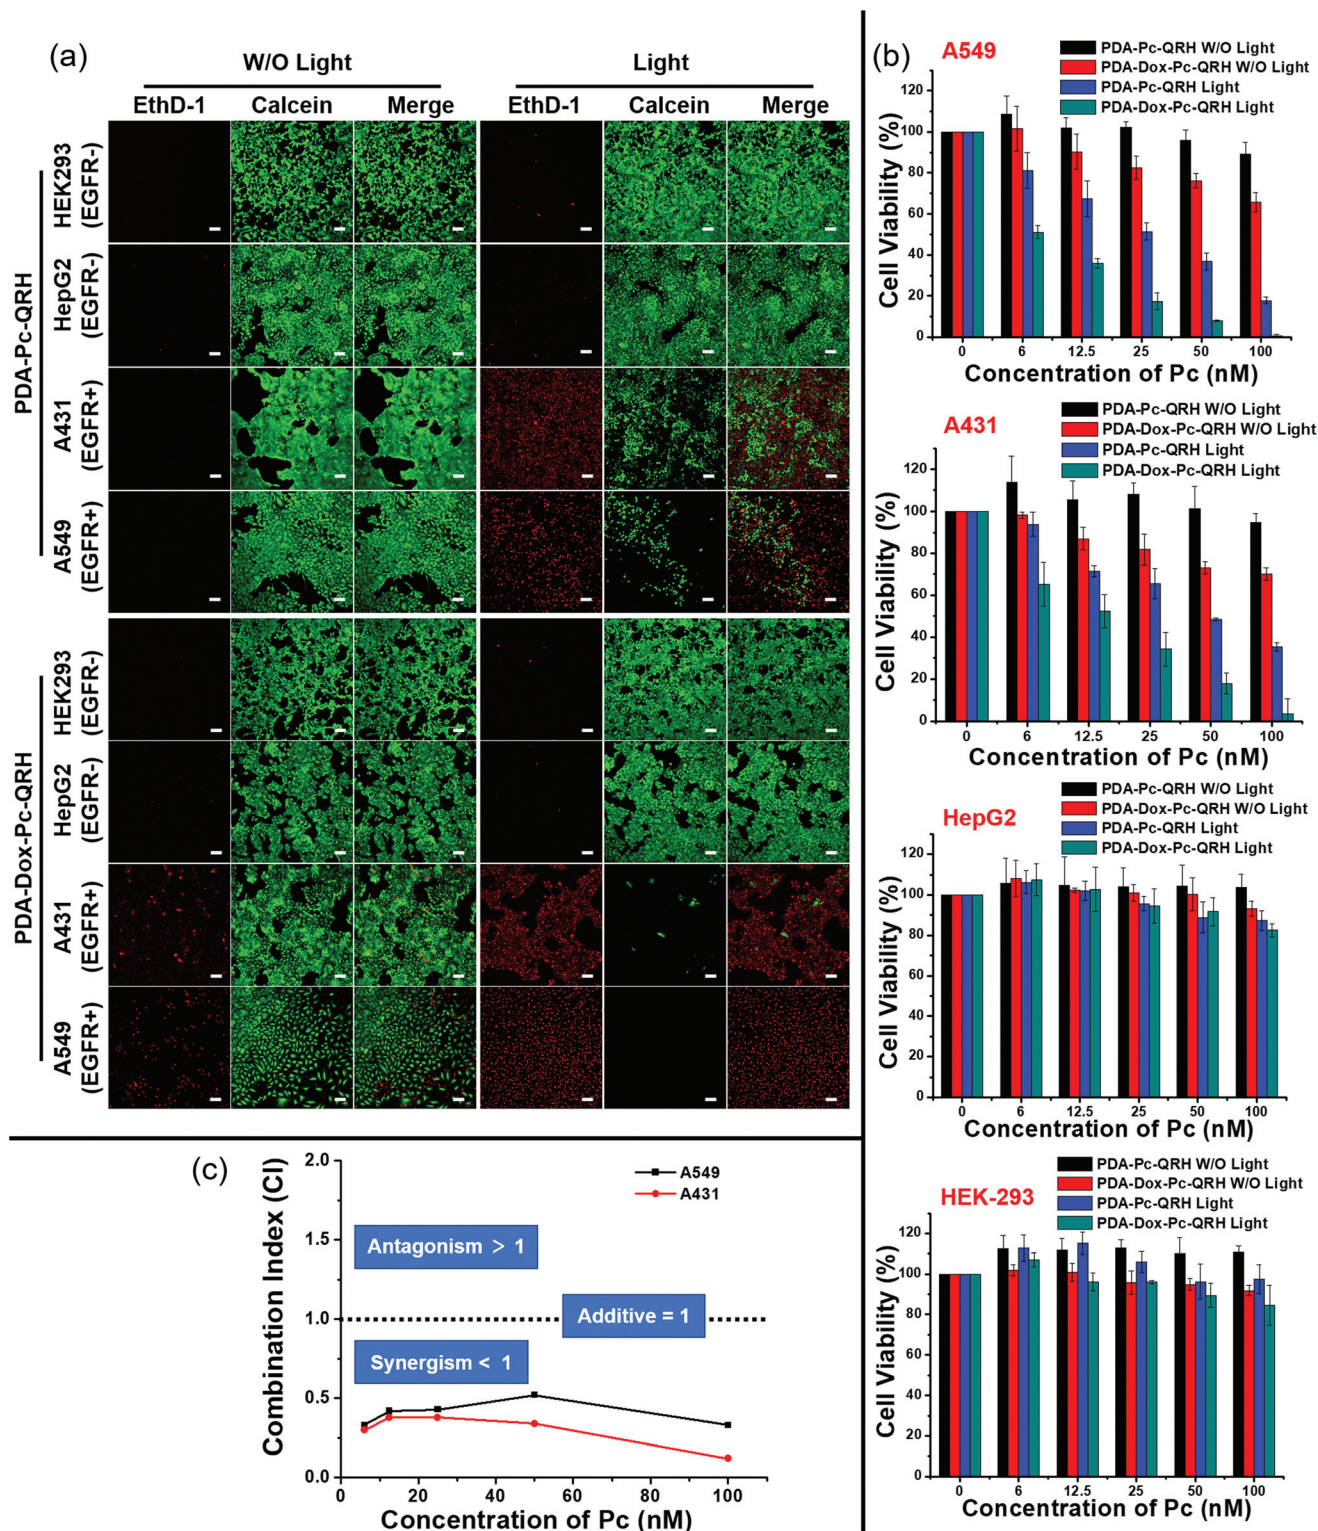 (a)
W/O Light Light
EthD-1 Calcein Merge EthD-1 Calcein Merge
PDA-Pc-QRH
HEK293
(EGFR-)
HepG2
(EGFR-)
A431
(EGFR+)
A549
(EGFR+)
PDA-Dox-Pc-QRH
HEK293
(EGFR-)
HepG2
(EGFR-)
A431
(EGFR+)
A549
(EGFR+)
(b)
A549
PDA-Pc-QRH W/O Light
PDA-Dox-Pc-QRH W/O Light
PDA-Pc-QRH Light
PDA-Dox-Pc-QRH Light
Cell Viability (%)
120
100
80
60
40
20
0
0 6 12.5 25 50 100
Concentration of Pc (nM)
A431
PDA-Pc-QRH W/O Light
PDA-Dox-Pc-QRH W/O Light
PDA-Pc-QRH Light
PDA-Dox-Pc-QRH Light
Cell Viability (%)
120
100
80
60
40
20
0
0 6 12.5 25 50 100
Concentration of Pc (nM)
HepG2
PDA-Pc-QRH W/O Light
PDA-Dox-Pc-QRH W/O Light
PDA-Pc-QRH Light
PDA-Dox-Pc-QRH Light
Cell Viability (%)
120
100
80
60
40
20
0
0 6 12.5 25 50 100
Concentration of Pc (nM)
HEK-293
PDA-Pc-QRH W/O Light
PDA-Dox-Pc-QRH W/O Light
PDA-Pc-QRH Light
PDA-Dox-Pc-QRH Light
Cell Viability (%)
120
100
80
60
40
20
0
0 6 12.5 25 50 100
Concentration of Pc (nM)
(c)
Combination Index (CI)
2.0
1.5
1.0
0.5
0.0
A549
A431
Antagonism > 1
Additive = 1
Synergism < 1
0 20 40 60 80 100
Concentration of Pc (nM)